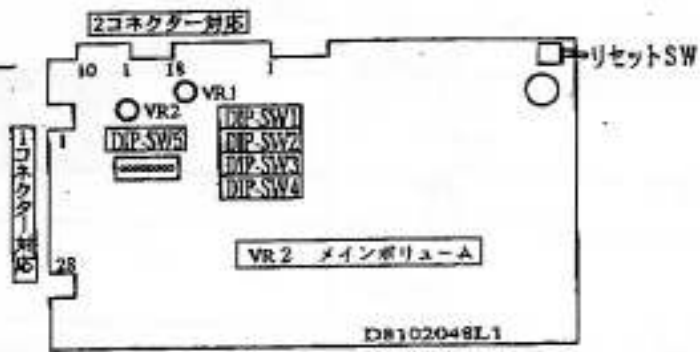 2コネクター対応
10 1 18 1
リセットSW
VR1
VR2
DIP-SW1
DIP-SW5
DIP-SW2
DIP-SW3
DIP-SW4
1コネクター対応
1
28
VR2 メインボリューム
D8102048L1